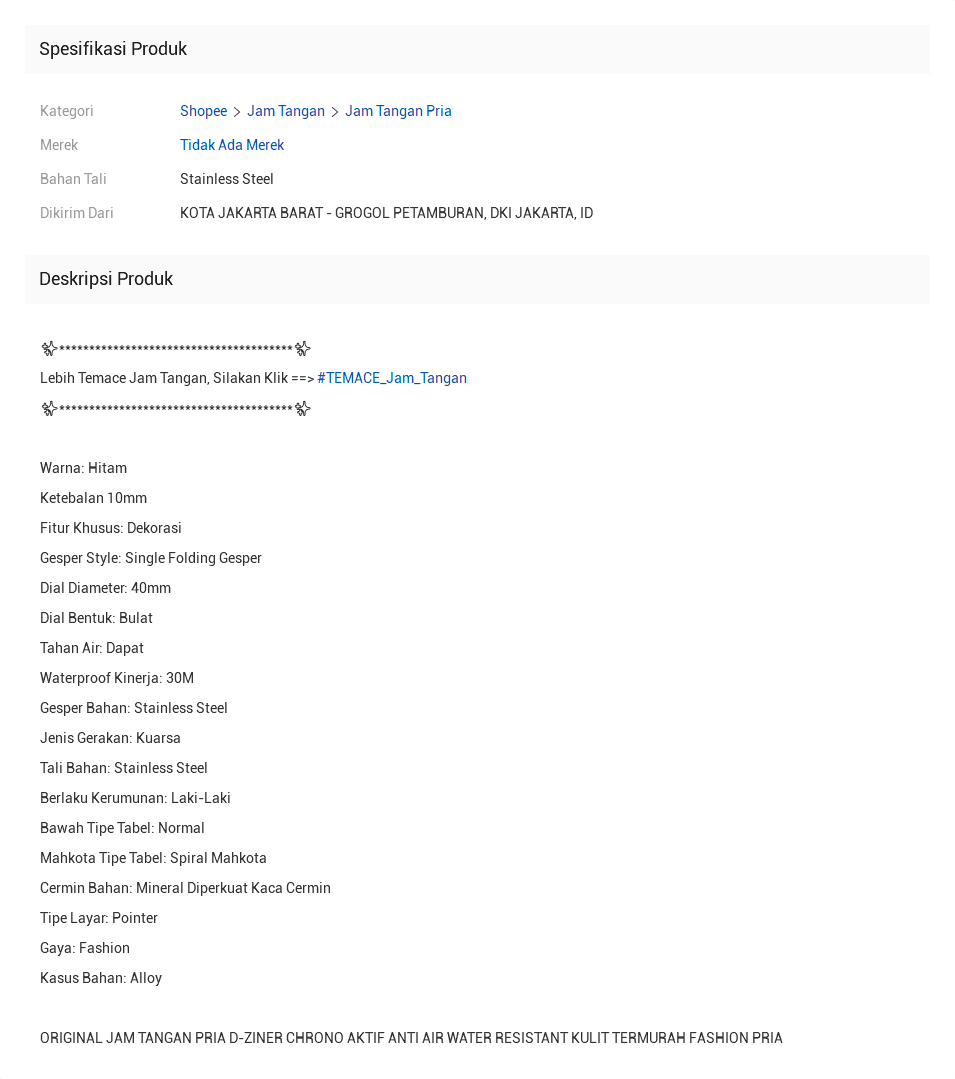 Spesifikasi Produk
Kategori Shopee > Jam Tangan > Jam Tangan Pria
Merek Tidak Ada Merek
Bahan Tali Stainless Steel
Dikirim Dari KOTA JAKARTA BARAT - GROGOL PETAMBURAN, DKI JAKARTA, ID
Deskripsi Produk
✨***************************************✨
Lebih Temace Jam Tangan, Silakan Klik ==> #TEMACE_Jam_Tangan
✨***************************************✨
Warna: Hitam
Ketebalan 10mm
Fitur Khusus: Dekorasi
Gesper Style: Single Folding Gesper
Dial Diameter: 40mm
Dial Bentuk: Bulat
Tahan Air: Dapat
Waterproof Kinerja: 30M
Gesper Bahan: Stainless Steel
Jenis Gerakan: Kuarsa
Tali Bahan: Stainless Steel
Berlaku Kerumunan: Laki-Laki
Bawah Tipe Tabel: Normal
Mahkota Tipe Tabel: Spiral Mahkota
Cermin Bahan: Mineral Diperkuat Kaca Cermin
Tipe Layar: Pointer
Gaya: Fashion
Kasus Bahan: Alloy
ORIGINAL JAM TANGAN PRIA D-ZINER CHRONO AKTIF ANTI AIR WATER RESISTANT KULIT TERMURAH FASHION PRIA